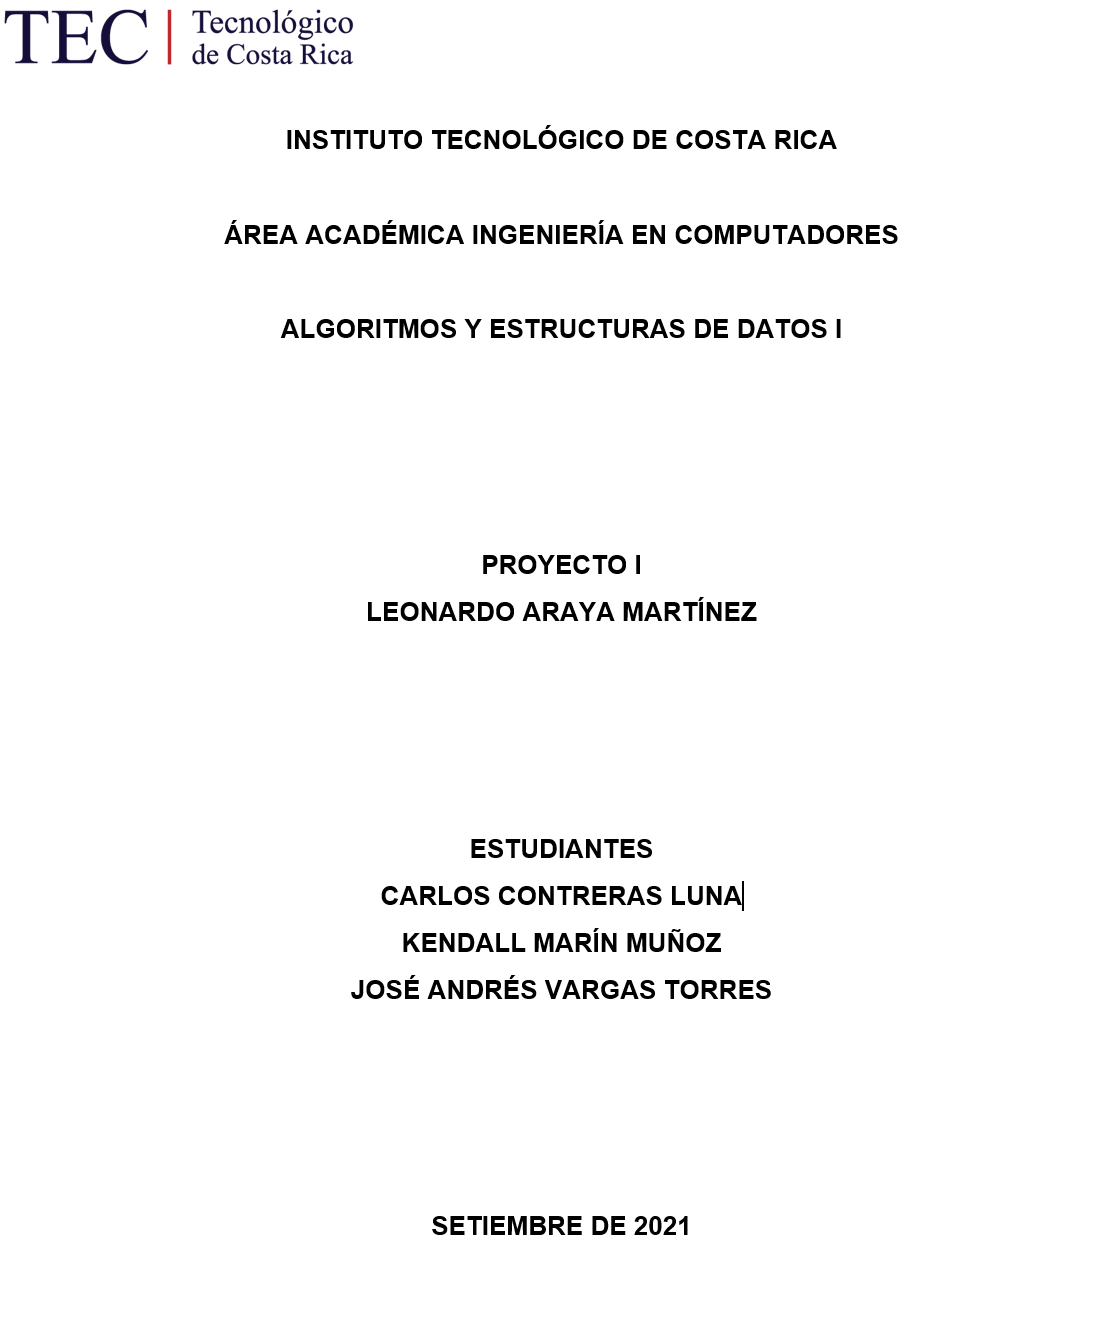 TEC | Tecnológico
de Costa Rica
INSTITUTO TECNOLÓGICO DE COSTA RICA
ÁREA ACADÉMICA INGENIERÍA EN COMPUTADORES
ALGORITMOS Y ESTRUCTURAS DE DATOS I
PROYECTO I
LEONARDO ARAYA MARTÍNEZ
ESTUDIANTES
CARLOS CONTRERAS LUNA
KENDALL MARÍN MUÑOZ
JOSÉ ANDRÉS VARGAS TORRES
SETIEMBRE DE 2021